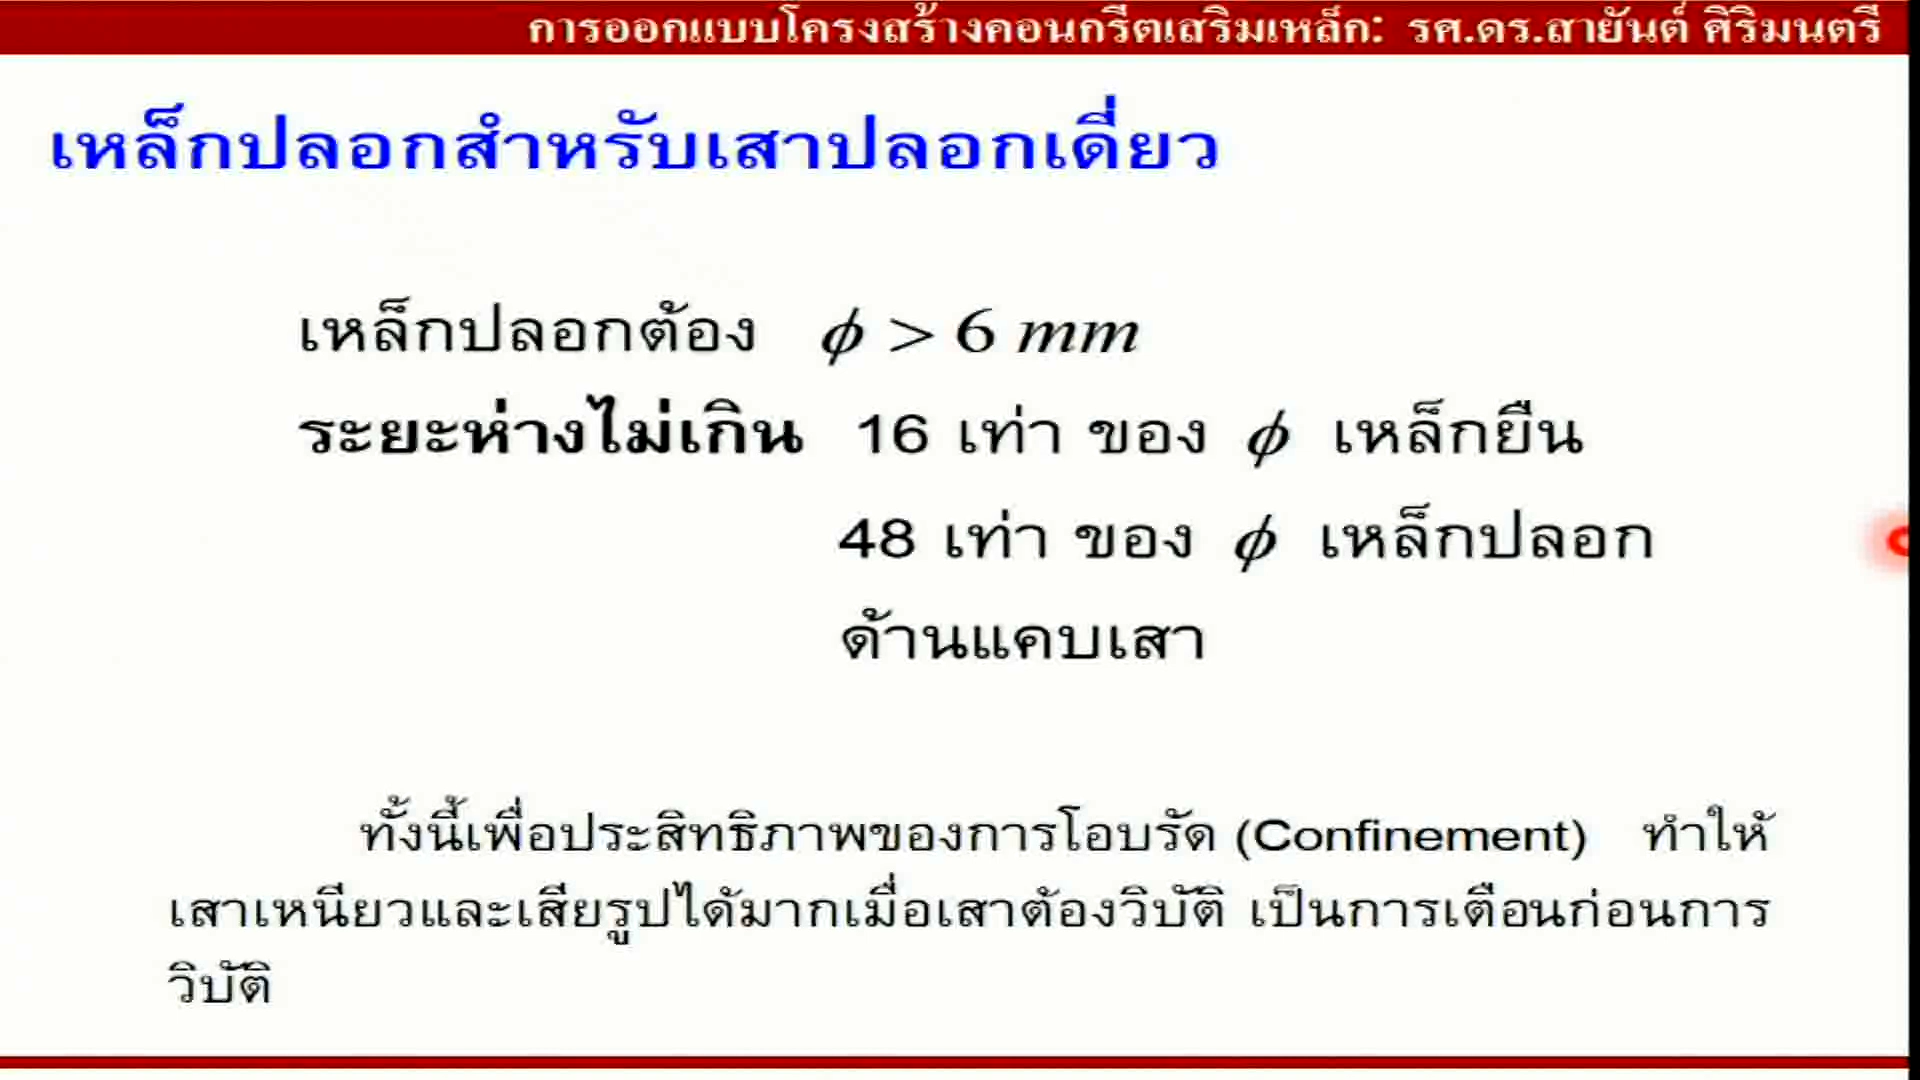 การออกแบบโครงสร้างคอนกรีตเสริมเหล็ก: รศ.ดร.สายันต์ ศิริมนตรี
เหล็กปลอกสำหรับเสาปลอกเดี่ยว
เหล็กปลอกต้อง ϕ > 6 mm
ระยะห่างไม่เกิน 16 เท่า ของ ϕ เหล็กยืน
48 เท่า ของ ϕ เหล็กปลอก
ด้านแคบเสา
ทั้งนี้เพื่อประสิทธิภาพของการโอบรัด (Confinement) ทำให้
เสาเหนียวและเสียรูปได้มากเมื่อเสาต้องวิบัติ เป็นการเตือนก่อนการ
วิบัติ